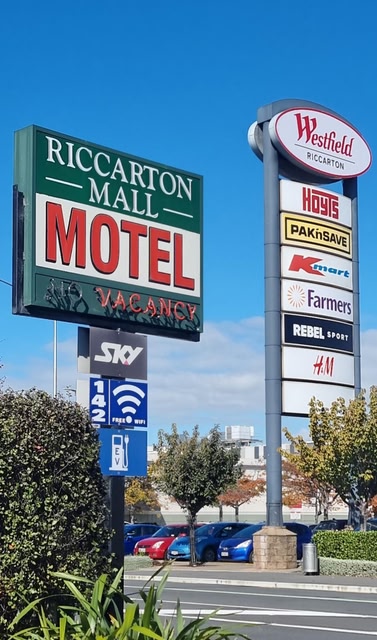 RICCARTON
MALL
MOTEL
NO VACANCY
SKY
142
FREE WIFI
EV
Westfield
RICCARTON
HOYTS
PAK'nSAVE
Kmart
Farmers
REBEL SPORT
H&M